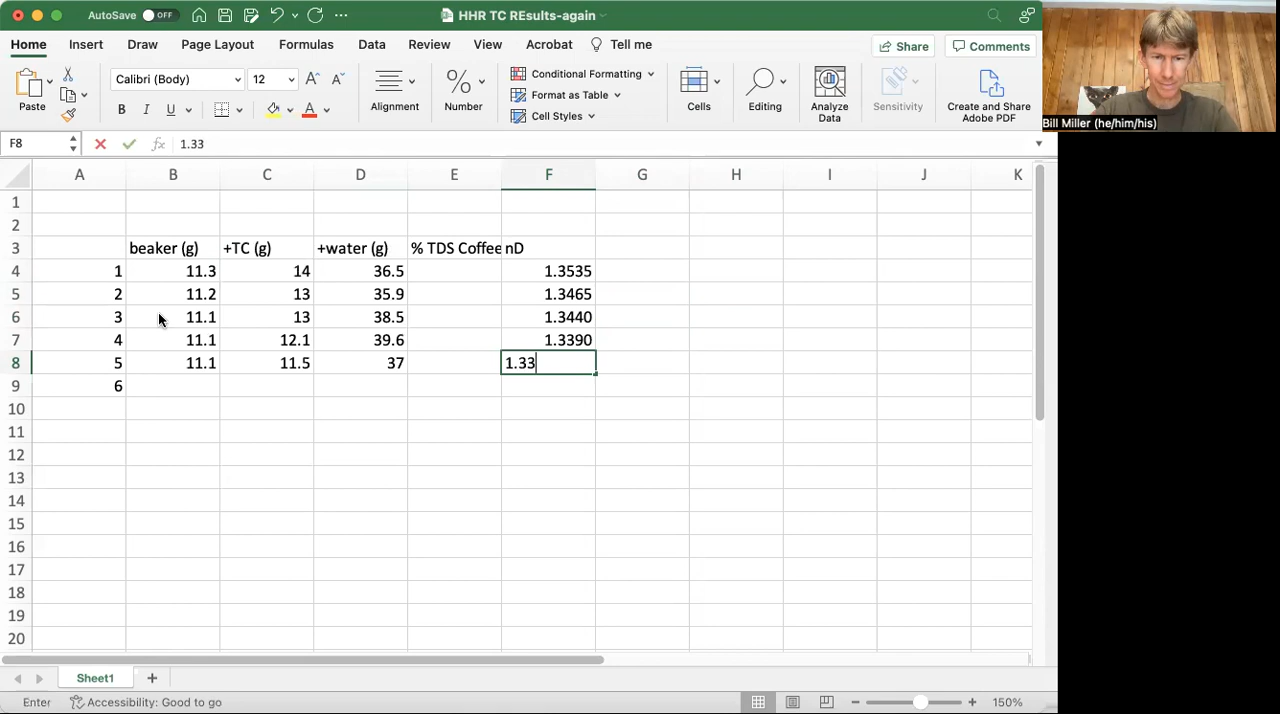 AutoSave OFF
HHR TC REsults-again
Home Insert Draw Page Layout Formulas Data Review View Acrobat Tell me Share Comments
Calibri (Body) 12 Conditional Formatting
Format as Table
Cell Styles
Paste Alignment Number Cells Editing Analyze Data Sensitivity Create and Share Adobe PDF
Bill Miller (he/him/his)
F8 fx 1.33
A B C D E F G H I J K
1
2
3 beaker (g) +TC (g) +water (g) % TDS Coffee nD
4 1 11.3 14 36.5 1.3535
5 2 11.2 13 35.9 1.3465
6 3 11.1 13 38.5 1.3440
7 4 11.1 12.1 39.6 1.3390
8 5 11.1 11.5 37 1.33
9 6
10
11
12
13
14
15
16
17
18
19
20
Sheet1
Enter Accessibility: Good to go 150%